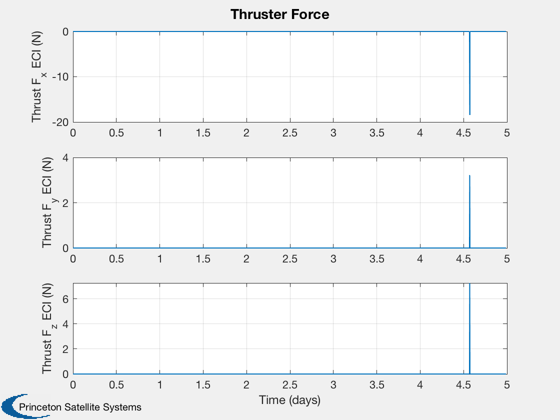 Thruster Force
Thrust F_x ECI (N)
0
-10
-20
0 0.5 1 1.5 2 2.5 3 3.5 4 4.5 5
Thrust F_y ECI (N)
4
2
0
0 0.5 1 1.5 2 2.5 3 3.5 4 4.5 5
Thrust F_z ECI (N)
6
4
2
0
0 0.5 1 1.5 2 2.5 3 3.5 4 4.5 5
Time (days)
Princeton Satellite Systems